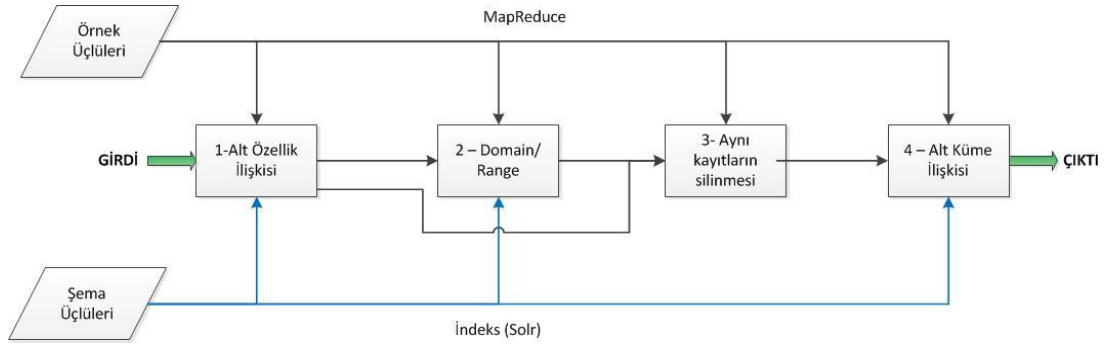 Örnek
Üçlüleri
MapReduce
GİRDİ
1-Alt Özellik
İlişkisi
2 – Domain/
Range
3- Aynı
kayıtların
silinmesi
4 – Alt Küme
İlişkisi
ÇIKTI
Şema
Üçlüleri
İndeks (Solr)